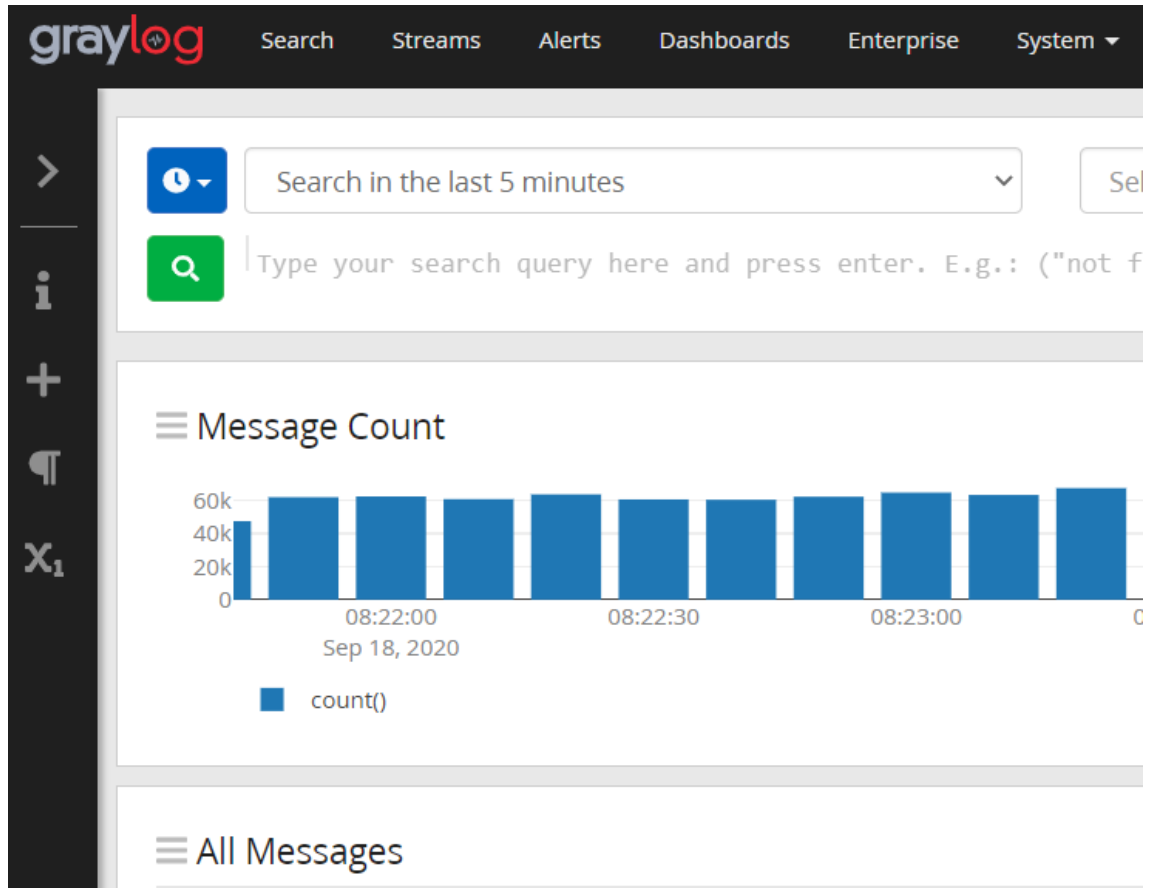 graylog Search Streams Alerts Dashboards Enterprise System
Search in the last 5 minutes
Type your search query here and press enter. E.g.: ("not f
Message Count
60k
40k
20k
0
08:22:00 08:22:30 08:23:00
Sep 18, 2020
count()
All Messages